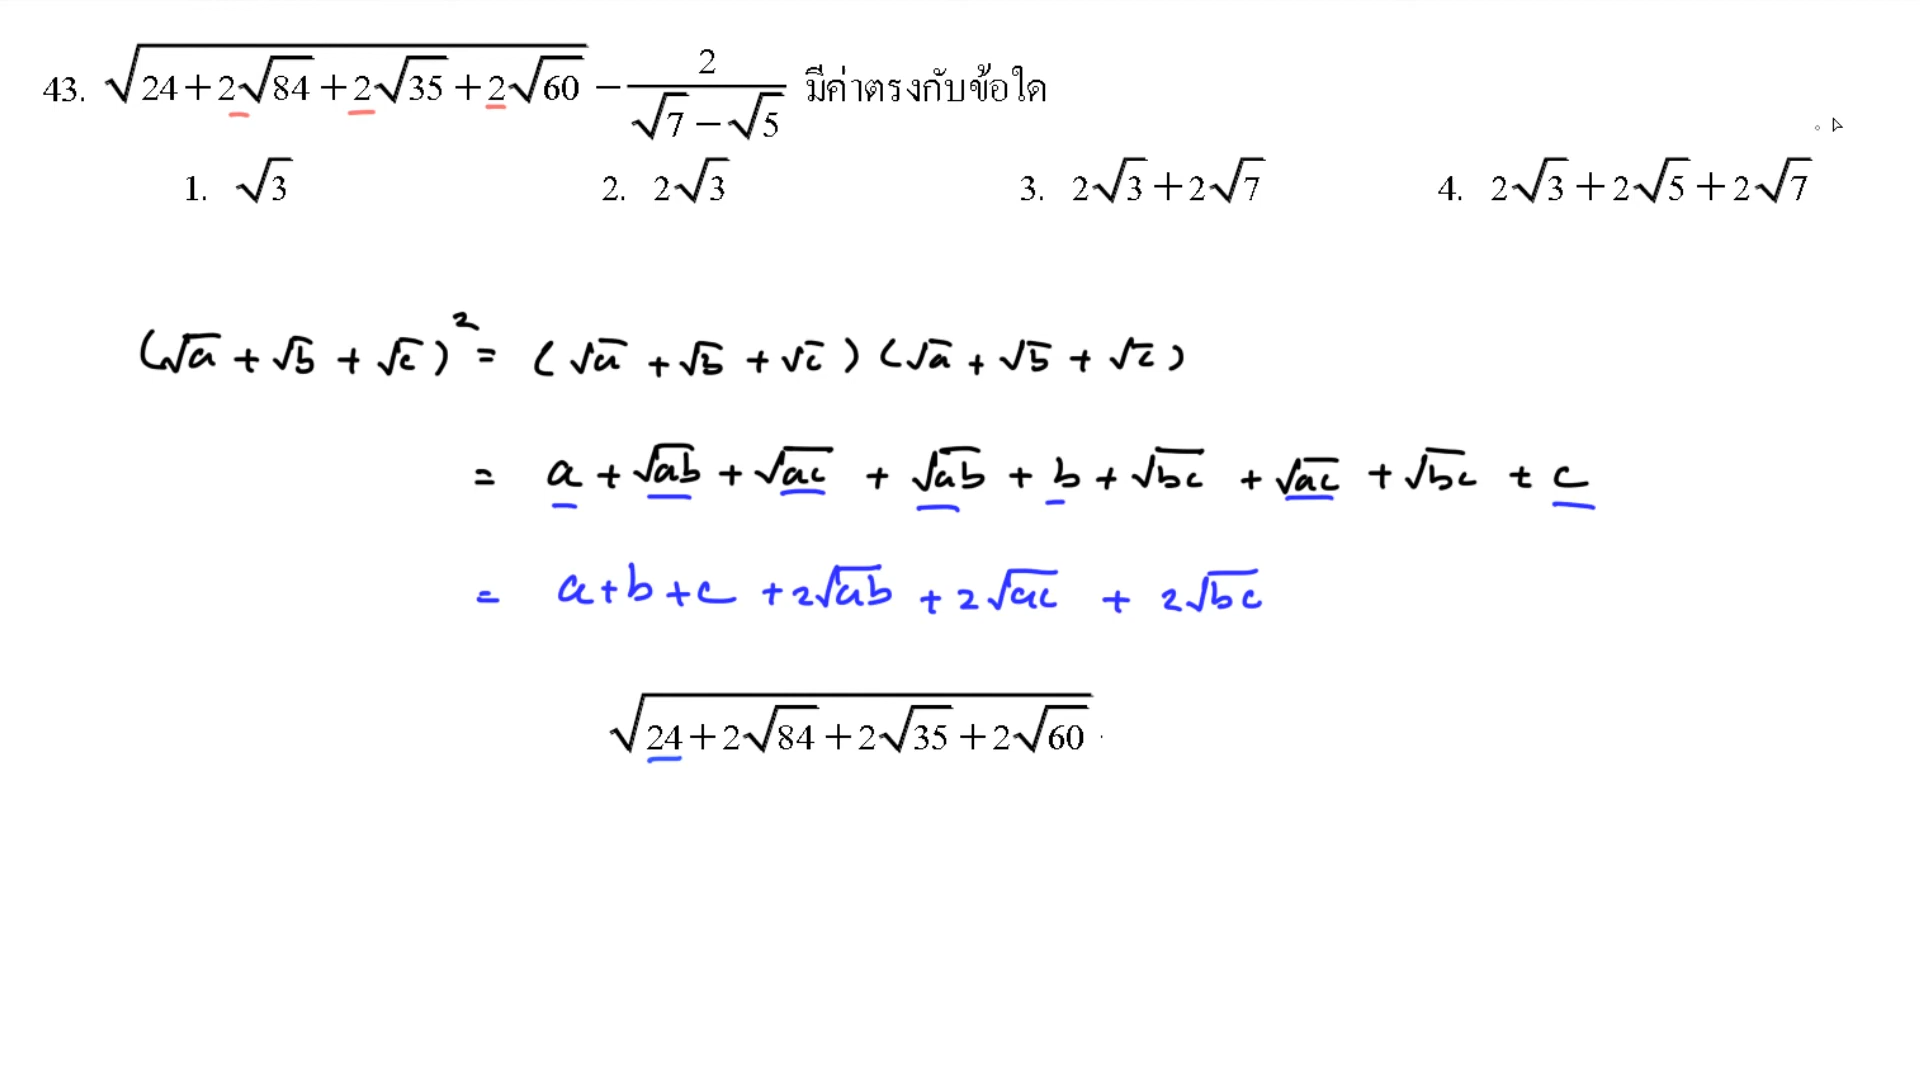 43. √(24+2√84+2√35+2√60) − 2/(√7−√5) มีค่าตรงกับข้อใด
1. √3 2. 2√3 3. 2√3+2√7 4. 2√3+2√5+2√7
(√a + √b + √c)² = (√a + √b + √c)(√a + √b + √c)
= a + √ab + √ac + √ab + b + √bc + √ac + √bc + c
= a+b+c +2√ab + 2√ac + 2√bc
√(24+2√84+2√35+2√60)